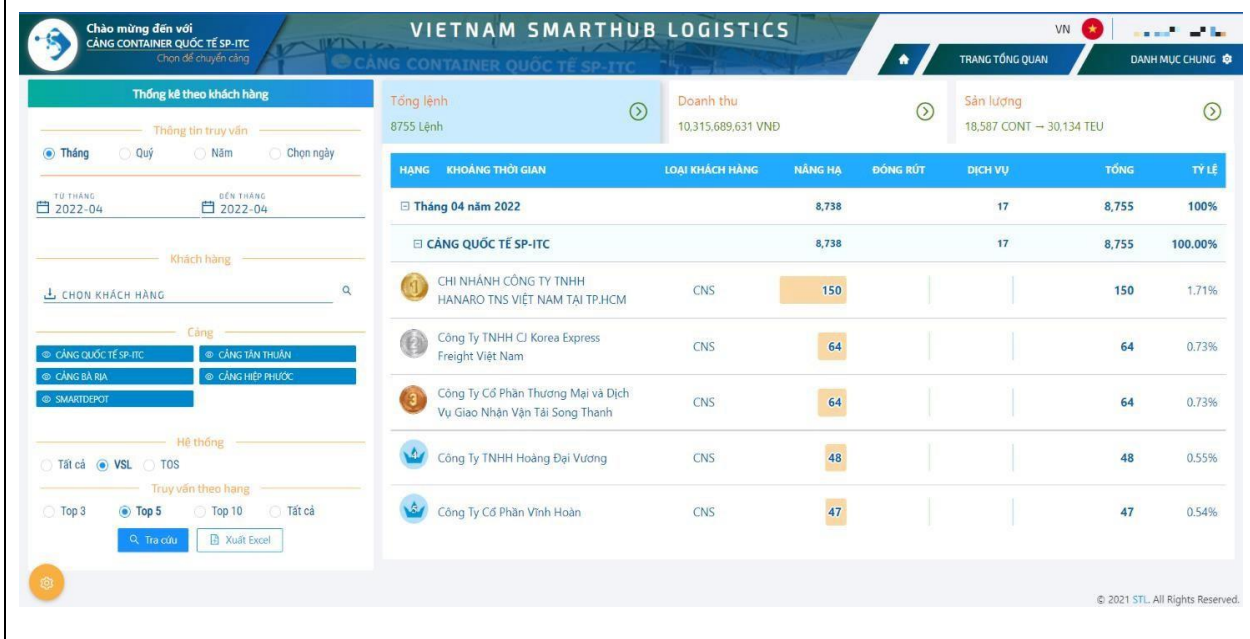 Chào mừng đến với
CẢNG CONTAINER QUỐC TẾ SP-ITC
Chọn để chuyển cảng
VIETNAM SMARTHUB LOGISTICS
CẢNG CONTAINER QUỐC TẾ SP-ITC
VN
TRANG TỔNG QUAN
DANH MỤC CHUNG
Thống kê theo khách hàng
Thông tin truy vấn
Tháng Quý Năm Chọn ngày
TỪ THÁNG ĐẾN THÁNG
2022-04 2022-04
Khách hàng
CHỌN KHÁCH HÀNG
Cảng
CẢNG QUỐC TẾ SP-ITC CẢNG TÂN THUẬN
CẢNG BÀ RỊA CẢNG HIỆP PHƯỚC
SMARTDEPOT
Hệ thống
Tất cả VSL TOS
Truy vấn theo hạng
Top 3 Top 5 Top 10 Tất cả
Tra cứu Xuất Excel
Tổng lệnh
8755 Lệnh
Doanh thu
10,315,689,631 VNĐ
Sản lượng
18,587 CONT → 30,134 TEU
HẠNG KHOẢNG THỜI GIAN LOẠI KHÁCH HÀNG NÂNG HẠ ĐÓNG RÚT DỊCH VỤ TỔNG TỶ LỆ
Tháng 04 năm 2022 8,738 17 8,755 100%
CẢNG QUỐC TẾ SP-ITC 8,738 17 8,755 100.00%
1 CHI NHÁNH CÔNG TY TNHH
HANARO TNS VIỆT NAM TẠI TP.HCM CNS 150 150 1.71%
2 Công Ty TNHH CJ Korea Express
Freight Việt Nam CNS 64 64 0.73%
3 Công Ty Cổ Phần Thương Mại và Dịch
Vụ Giao Nhận Vận Tải Song Thanh CNS 64 64 0.73%
4 Công Ty TNHH Hoàng Đại Vương CNS 48 48 0.55%
5 Công Ty Cổ Phần Vĩnh Hoàn CNS 47 47 0.54%
© 2021 STL. All Rights Reserved.